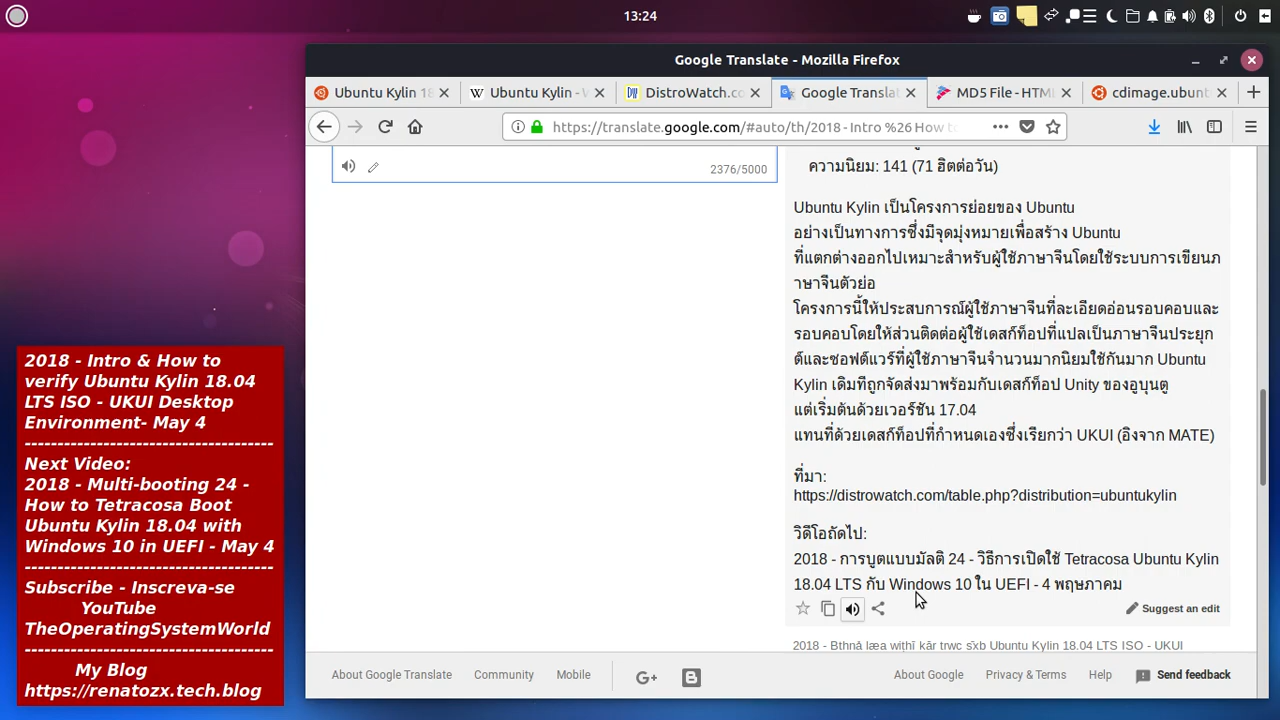 13:24
Google Translate - Mozilla Firefox
Ubuntu Kylin 18
Ubuntu Kylin - W
DistroWatch.co
Google Translat
MD5 File - HTML
cdimage.ubunt
https://translate.google.com/#auto/th/2018 - Intro %26 How to
2376/5000
ความนิยม: 141 (71 ฮิตต่อวัน)
Ubuntu Kylin เป็นโครงการย่อยของ Ubuntu
อย่างเป็นทางการซึ่งมีจุดมุ่งหมายเพื่อสร้าง Ubuntu
ที่แตกต่างออกไปเหมาะสำหรับผู้ใช้ภาษาจีนโดยใช้ระบบการเขียนภ
าษาจีนตัวย่อ
โครงการนี้ให้ประสบการณ์ผู้ใช้ภาษาจีนที่ละเอียดอ่อนรอบคอบและ
รอบคอบโดยให้ส่วนติดต่อผู้ใช้เดสก์ท็อปที่แปลเป็นภาษาจีนประยุก
ต์และซอฟต์แวร์ที่ผู้ใช้ภาษาจีนจำนวนมากนิยมใช้กันมาก Ubuntu
Kylin เดิมทีถูกจัดส่งมาพร้อมกับเดสก์ท็อป Unity ของอูบุนตู
แต่เริ่มต้นด้วยเวอร์ชัน 17.04
แทนที่ด้วยเดสก์ท็อปที่กำหนดเองซึ่งเรียกว่า UKUI (อิงจาก MATE)
ที่มา:
https://distrowatch.com/table.php?distribution=ubuntukylin
วิดีโอถัดไป:
2018 - การบูตแบบมัลติ 24 - วิธีการเปิดใช้ Tetracosa Ubuntu Kylin
18.04 LTS กับ Windows 10 ใน UEFI - 4 พฤษภาคม
Suggest an edit
2018 - Bthnả læa wiṭhī kār trwc s̄xb Ubuntu Kylin 18.04 LTS ISO - UKUI
About Google Translate
Community
Mobile
About Google
Privacy & Terms
Help
Send feedback
2018 - Intro & How to
verify Ubuntu Kylin 18.04
LTS ISO - UKUI Desktop
Environment- May 4
--------------------------------------
Next Video:
2018 - Multi-booting 24 -
How to Tetracosa Boot
Ubuntu Kylin 18.04 with
Windows 10 in UEFI - May 4
--------------------------------------
Subscribe - Inscreva-se
YouTube
TheOperatingSystemWorld
--------------------------------------
My Blog
https://renatozx.tech.blog